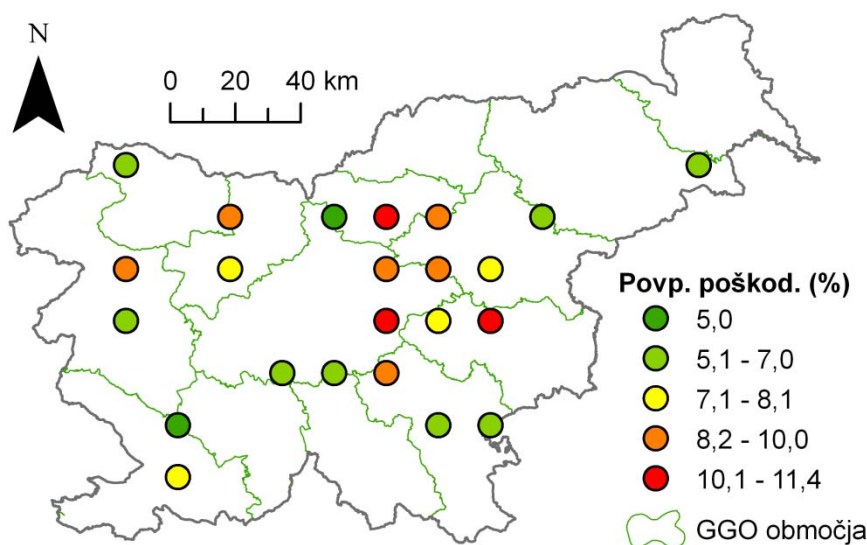 N
0 20 40 km
Povp. poškod. (%)
5,0
5,1 - 7,0
7,1 - 8,1
8,2 - 10,0
10,1 - 11,4
GGO območja